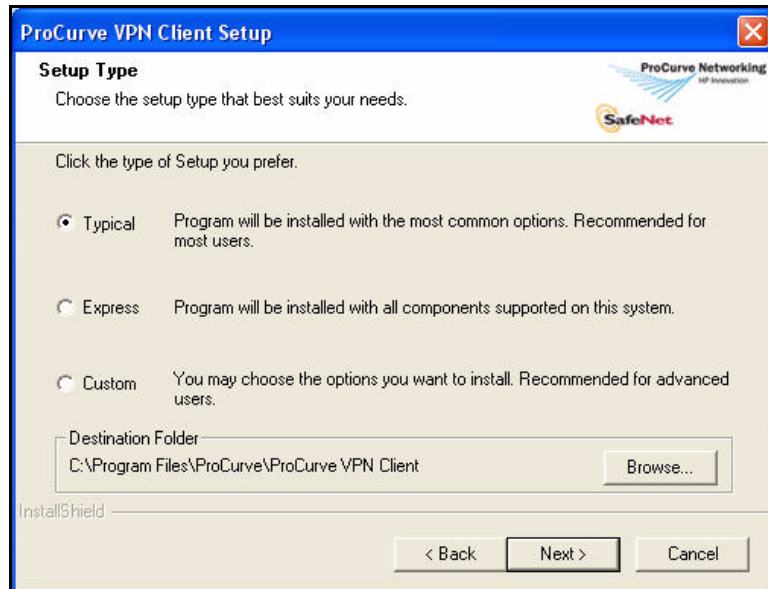 ProCurve VPN Client Setup
Setup Type
Choose the setup type that best suits your needs.
ProCurve Networking
HP Innovation
SafeNet
Click the type of Setup you prefer.
Typical
Program will be installed with the most common options. Recommended for
most users.
Express
Program will be installed with all components supported on this system.
Custom
You may choose the options you want to install. Recommended for advanced
users.
Destination Folder
C:\Program Files\ProCurve\ProCurve VPN Client
Browse...
InstallShield
< Back
Next >
Cancel